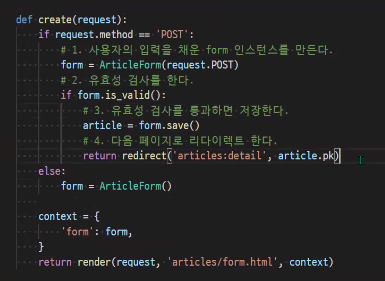 def create(request):
    if request.method == 'POST':
        # 1. 사용자의 입력을 채운 form 인스턴스를 만든다.
        form = ArticleForm(request.POST)
        # 2. 유효성 검사를 한다.
        if form.is_valid():
            # 3. 유효성 검사를 통과하면 저장한다.
            article = form.save()
            # 4. 다음 페이지로 리다이렉트 한다.
            return redirect('articles:detail', article.pk)
    else:
        form = ArticleForm()

    context = {
        'form': form,
    }
    return render(request, 'articles/form.html', context)